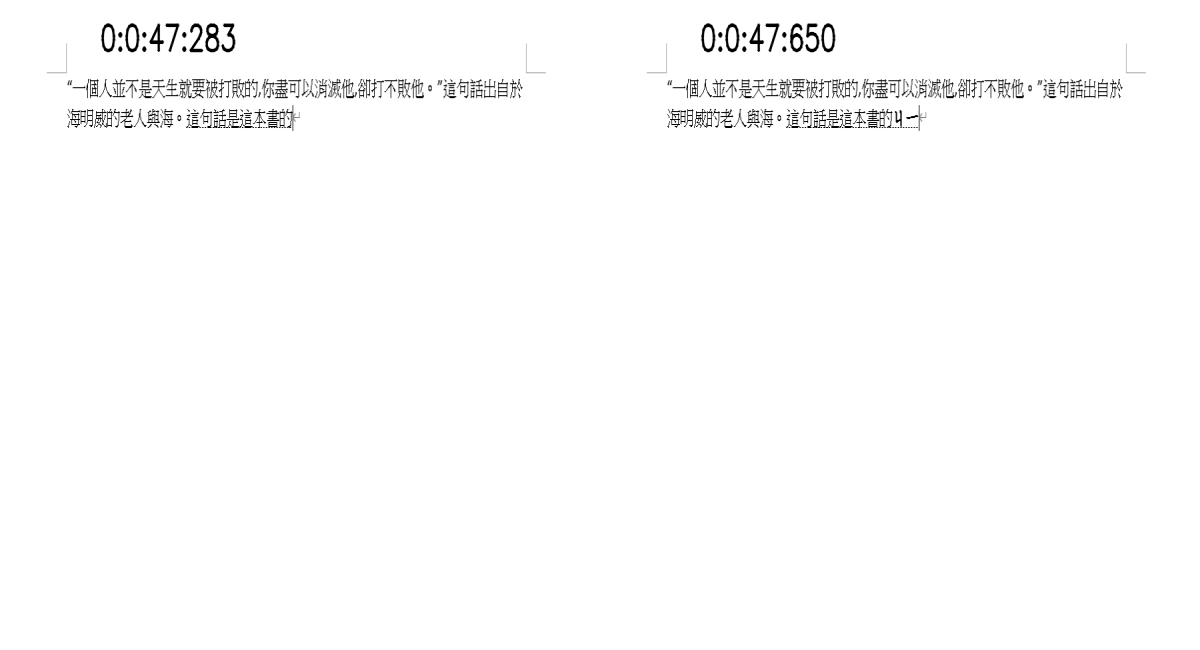 0:0:47:283
“一個人並不是天生就要被打敗的,你盡可以消滅他,卻打不敗他。”這句話出自於
海明威的老人與海。這句話是這本書的
0:0:47:650
“一個人並不是天生就要被打敗的,你盡可以消滅他,卻打不敗他。”這句話出自於
海明威的老人與海。這句話是這本書的ㄐㄧ